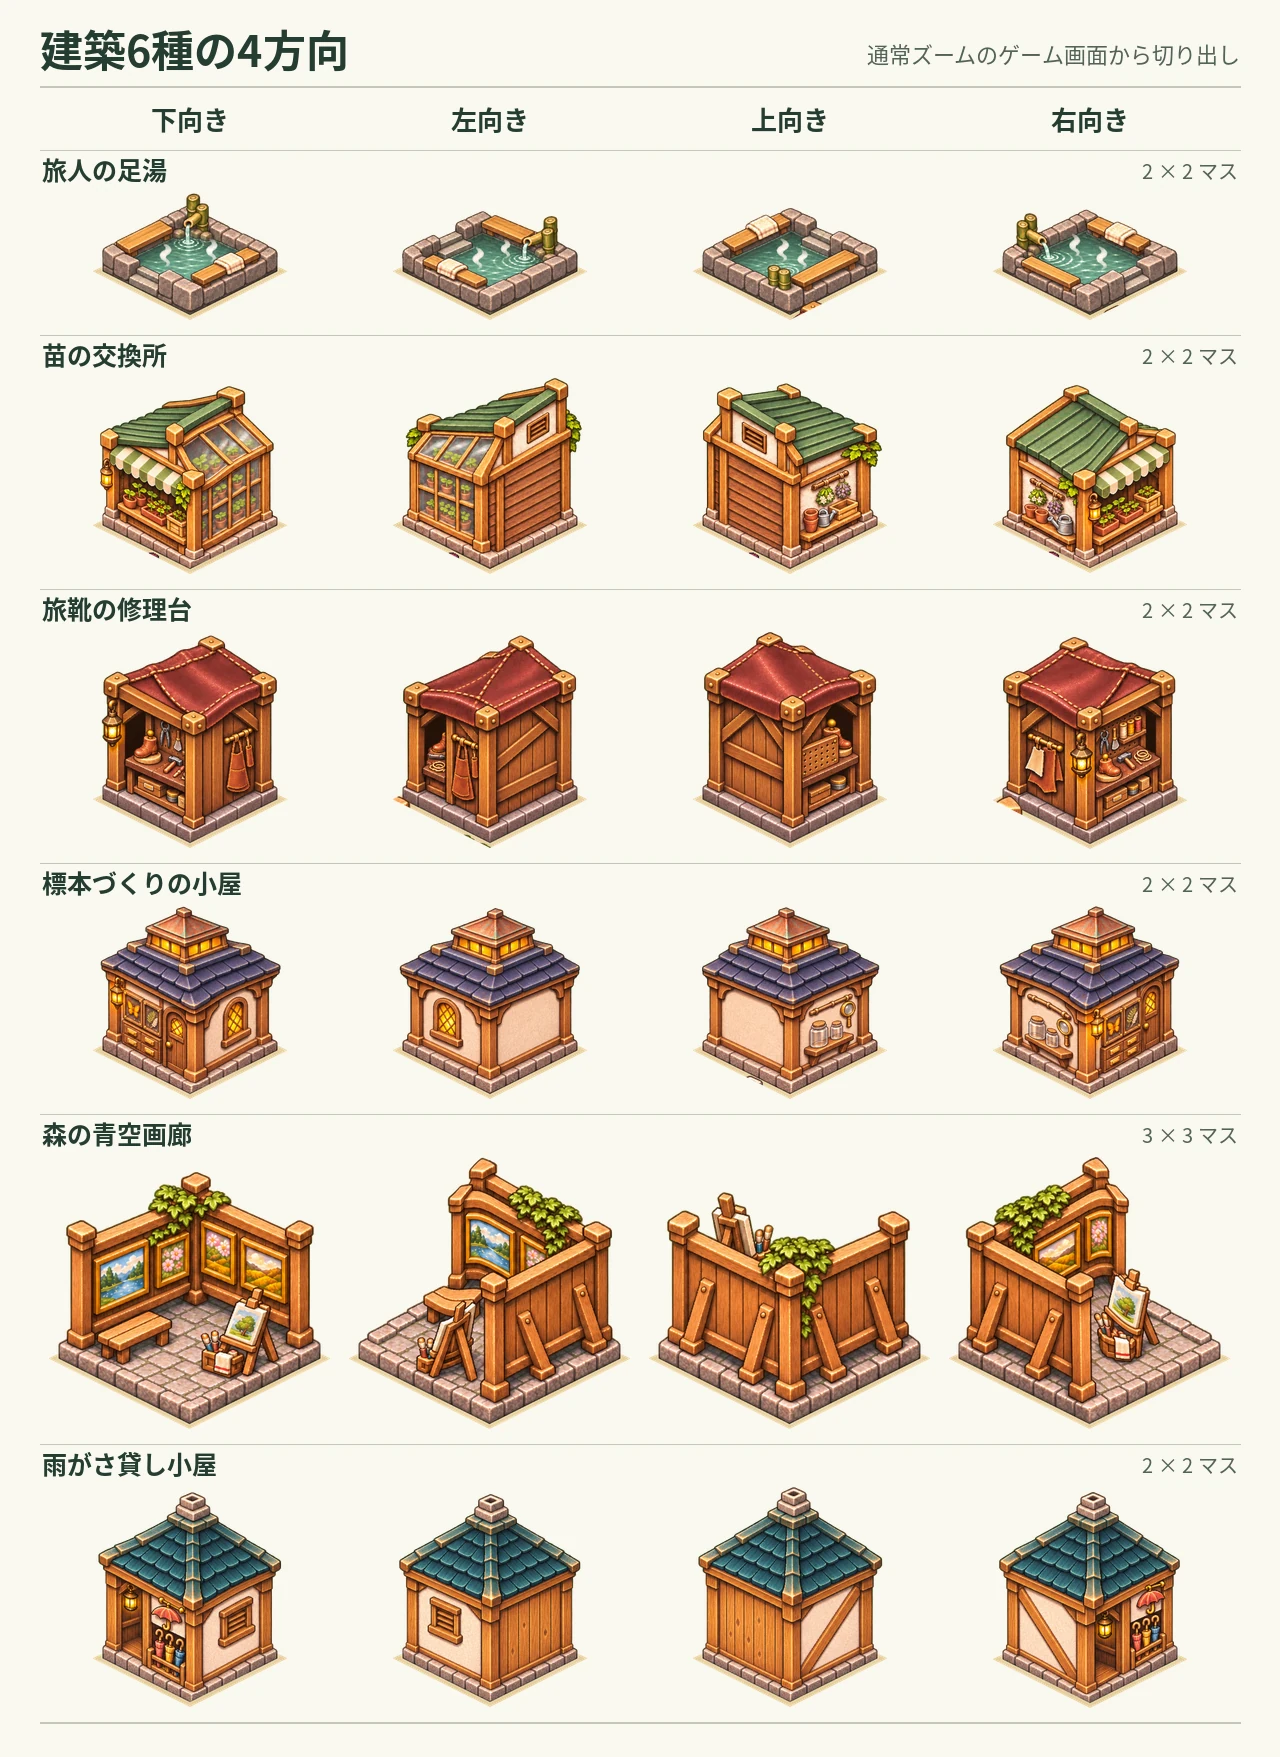 建築6種の4方向
通常ズームのゲーム画面から切り出し
下向き 左向き 上向き 右向き
旅人の足湯 2×2マス
苗の交換所 2×2マス
旅靴の修理台 2×2マス
標本づくりの小屋 2×2マス
森の青空画廊 3×3マス
雨がさ貸し小屋 2×2マス